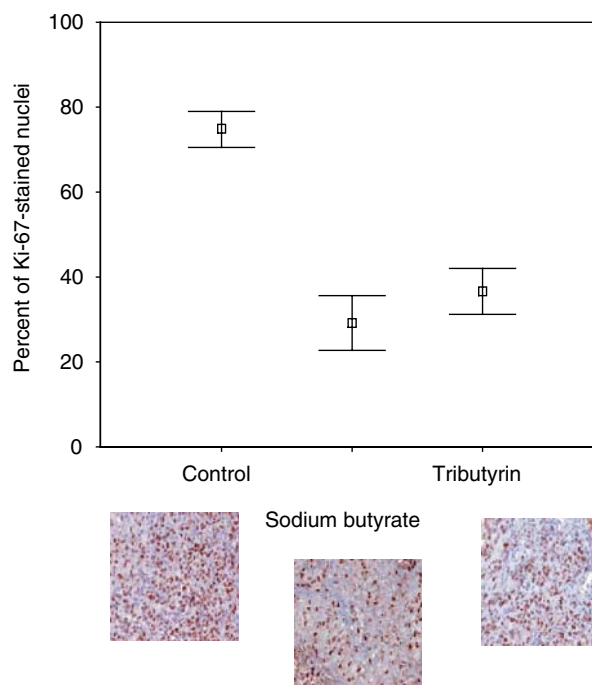 Percent of Ki-67-stained nuclei
100
80
60
40
20
0
Control
Tributyrin
Sodium butyrate